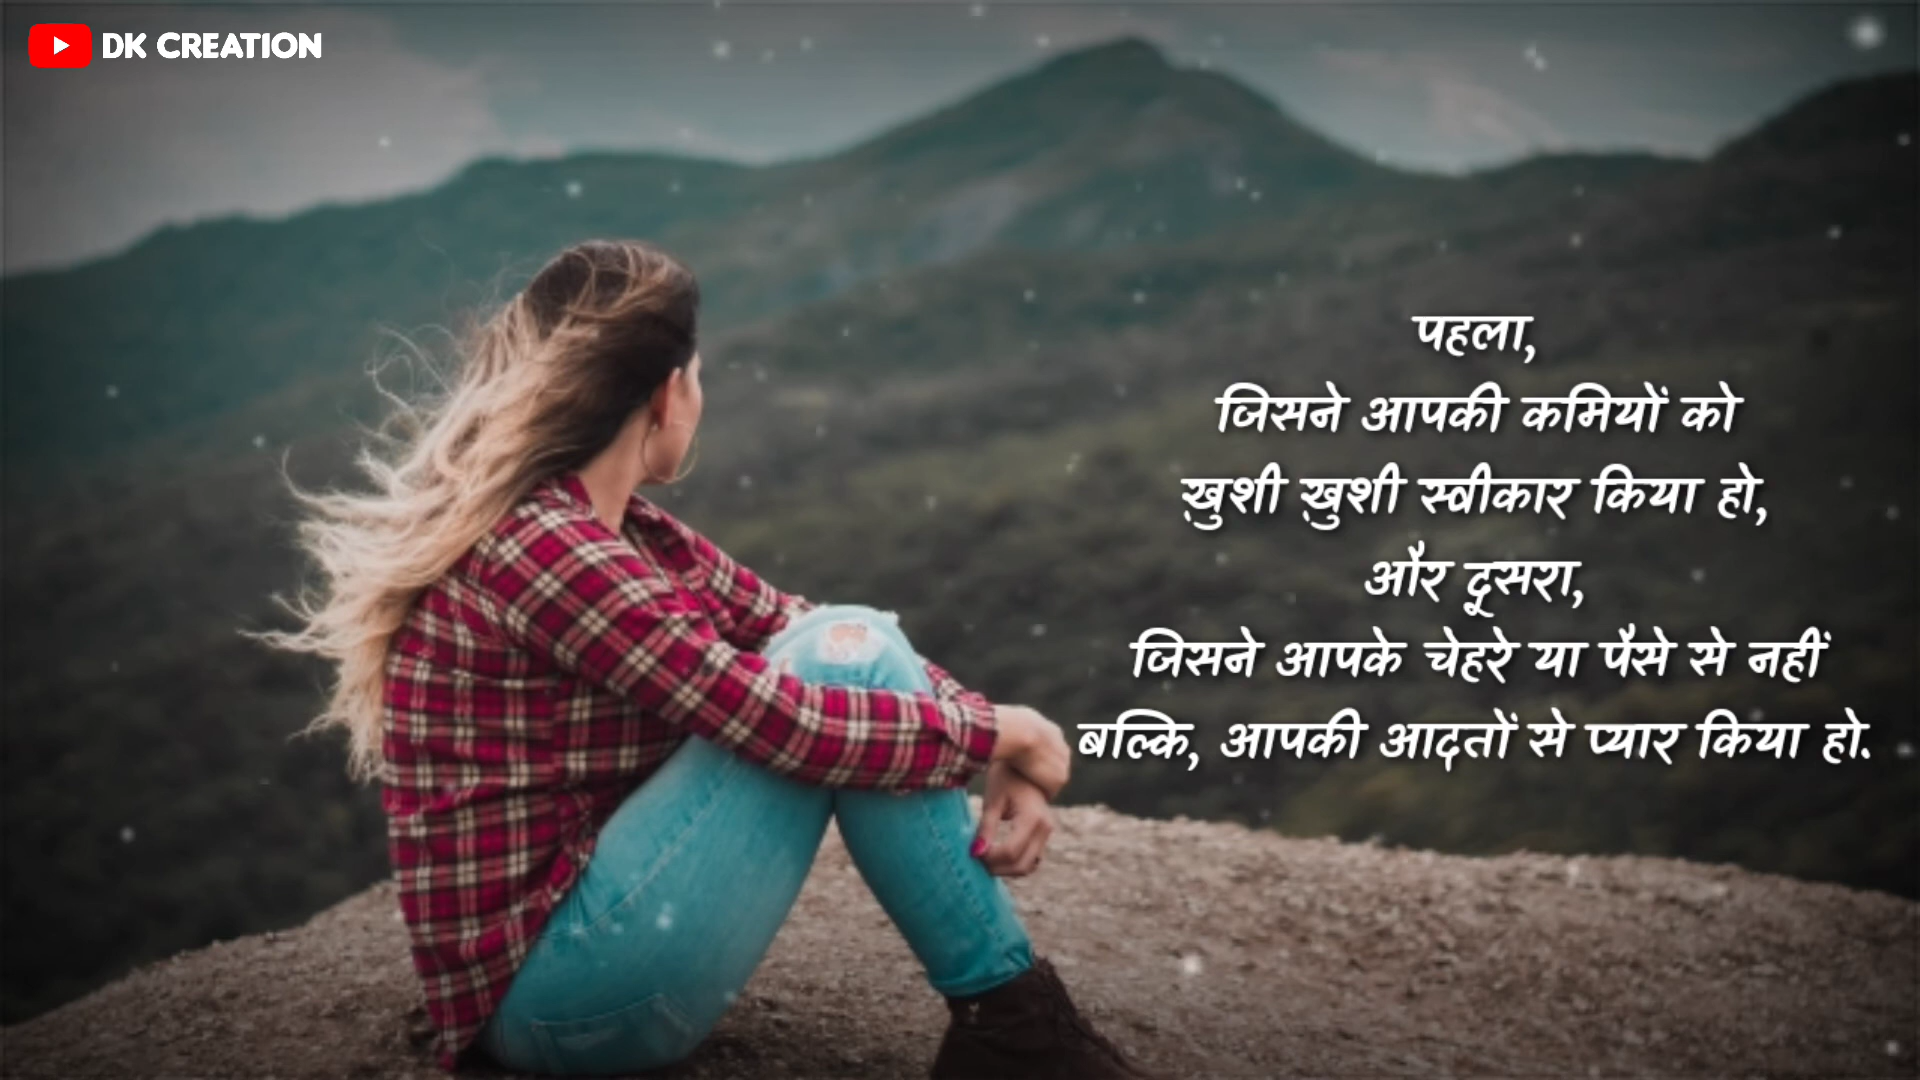 DK CREATION
पहला,
जिसने आपकी कमियों को
ख़ुशी ख़ुशी स्वीकार किया हो,
और दूसरा,
जिसने आपके चेहरे या पैसे से नहीं
बल्कि, आपकी आदतों से प्यार किया हो.